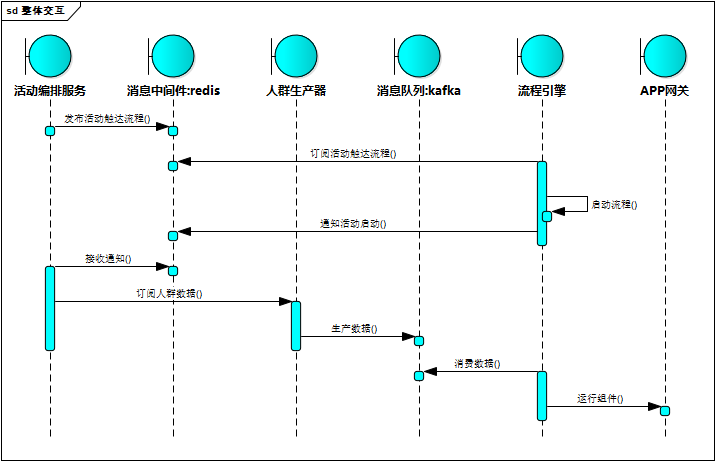 sd 整体交互
活动编排服务
消息中间件:redis
人群生产器
消息队列:kafka
流程引擎
APP网关
发布活动触达流程()
订阅活动触达流程()
启动流程()
通知活动启动()
接收通知()
订阅人群数据()
生产数据()
消费数据()
运行组件()